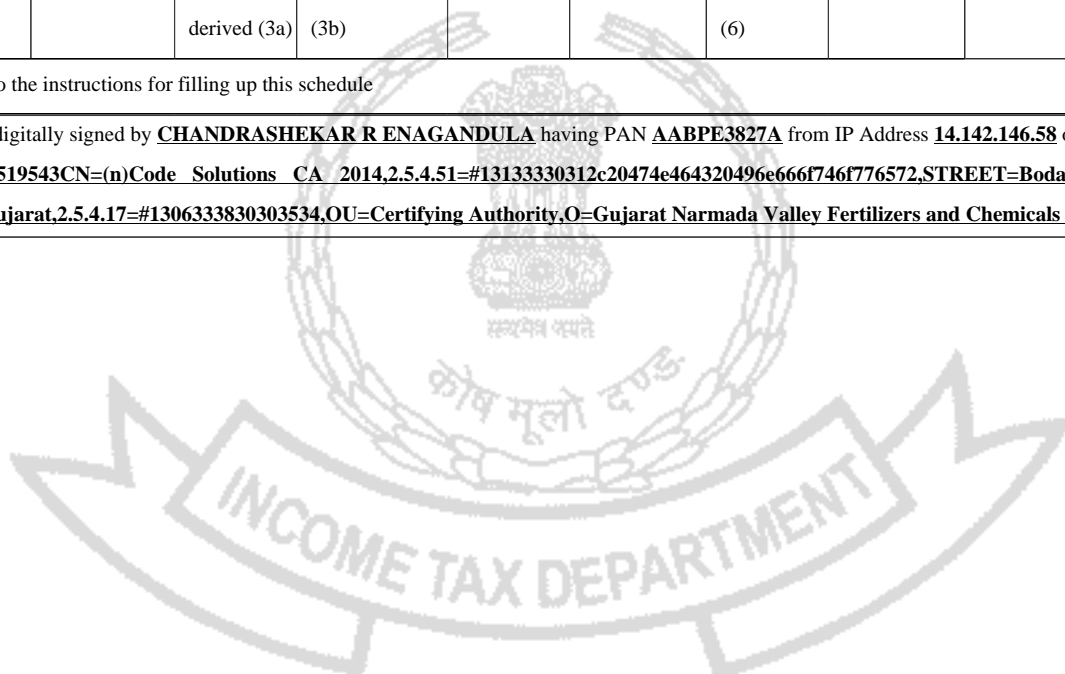 derived (3a) (3b) (6)
o the instructions for filling up this schedule
digitally signed by CHANDRASHEKAR R ENAGANDULA having PAN AABPE3827A from IP Address 14.142.146.58
519543CN=(n)Code Solutions CA 2014,2.5.4.51=#13133330312c20474e464320496e666f746f776572,STREET=Boda
ujarat,2.5.4.17=#1306333830303534,OU=Certifying Authority,O=Gujarat Narmada Valley Fertilizers and Chemicals
सत्यमेव जयते
कोष मूलो दण्डः
INCOME TAX DEPARTMENT